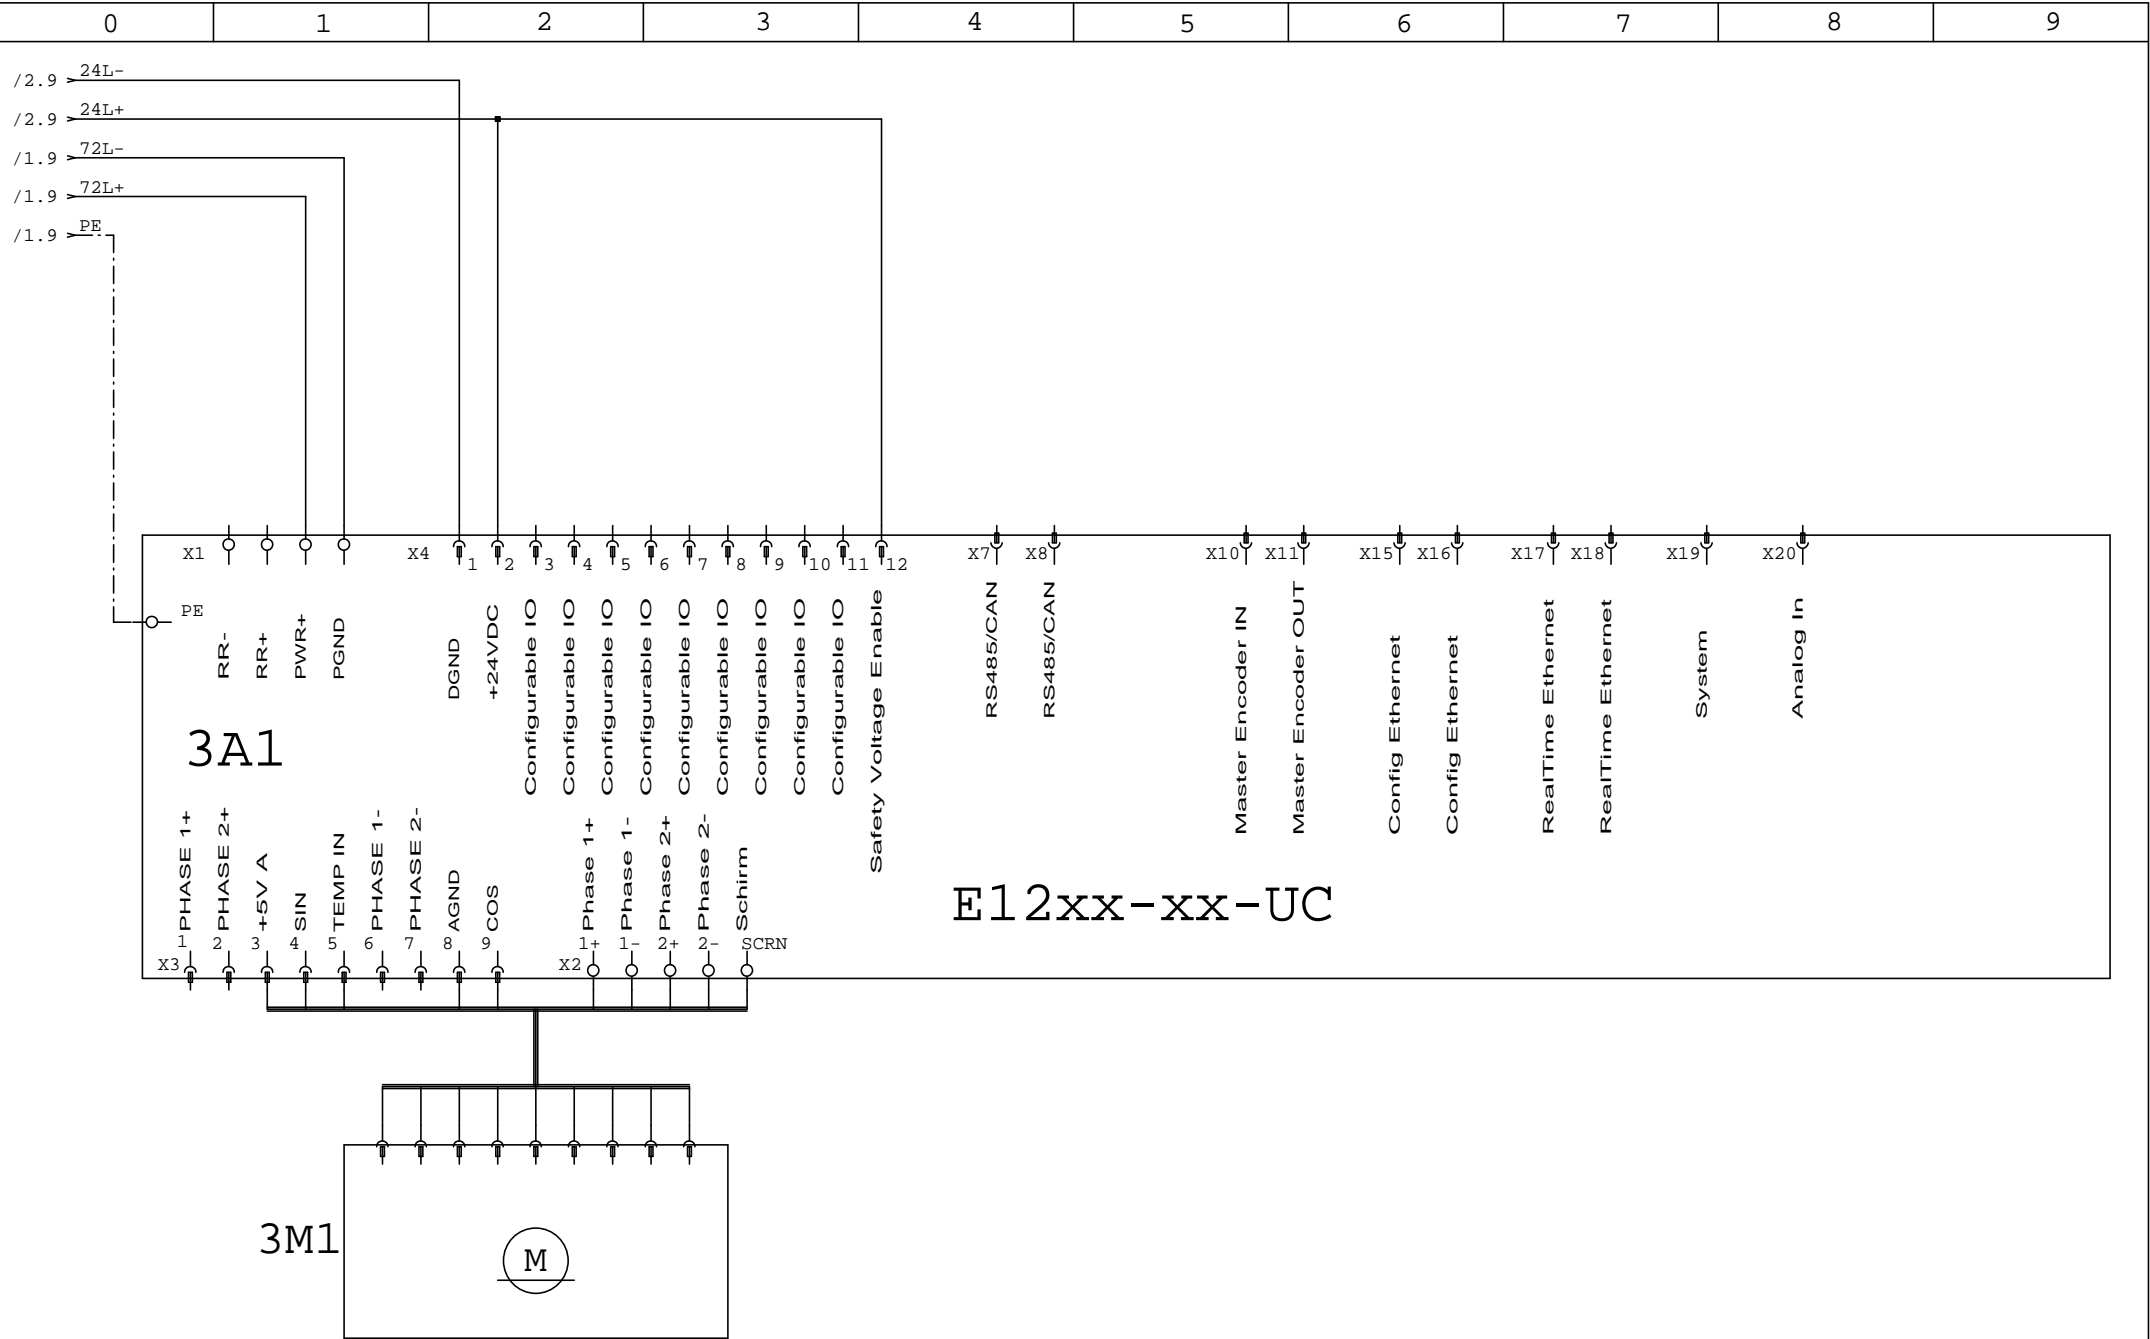 0 1 2 3 4 5 6 7 8 9
/2.9 24L-
/2.9 24L+
/1.9 72L-
/1.9 72L+
/1.9 PE
X1 X4 X7 X8 X10 X11 X15 X16 X17 X18 X19 X20
1 2 3 4 5 6 7 8 9 10 11 12
PE
RR-
RR+
PWR+
PGND
DGND
+24VDC
Configurable IO
Configurable IO
Configurable IO
Configurable IO
Configurable IO
Configurable IO
Configurable IO
Configurable IO
Configurable IO
Safety Voltage Enable
RS485/CAN
RS485/CAN
Master Encoder IN
Master Encoder OUT
Config Ethernet
Config Ethernet
RealTime Ethernet
RealTime Ethernet
System
Analog In
3A1
E12xx-xx-UC
PHASE 1+
PHASE 2+
+5V A
SIN
TEMP IN
PHASE 1-
PHASE 2-
AGND
COS
Phase 1+
Phase 1-
Phase 2+
Phase 2-
Schirm
1 2 3 4 5 6 7 8 9 1+ 1- 2+ 2- SCRN
X3 X2
3M1
M